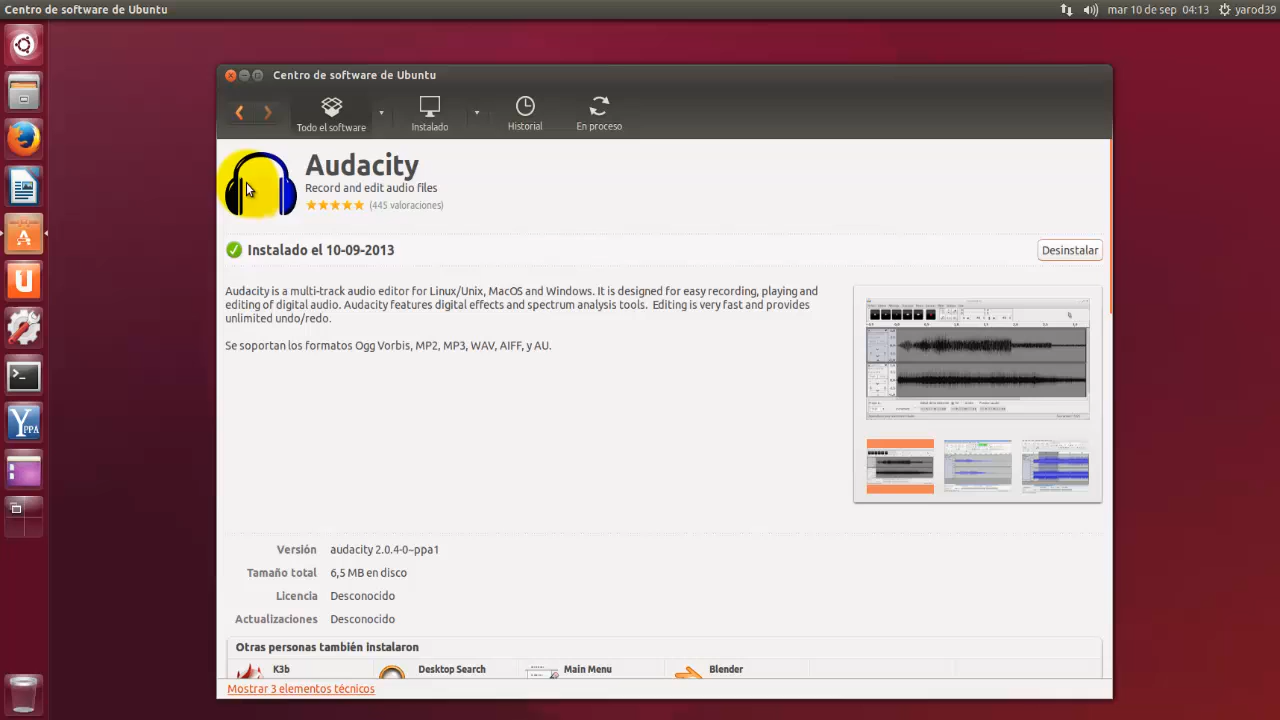 Centro de software de Ubuntu
mar 10 de sep 04:13 yarod39
Centro de software de Ubuntu
Todo el software Instalado Historial En proceso
Audacity
Record and edit audio files
(445 valoraciones)
Instalado el 10-09-2013
Desinstalar
Audacity is a multi-track audio editor for Linux/Unix, MacOS and Windows. It is designed for easy recording, playing and
editing of digital audio. Audacity features digital effects and spectrum analysis tools. Editing is very fast and provides
unlimited undo/redo.
Se soportan los formatos Ogg Vorbis, MP2, MP3, WAV, AIFF, y AU.
Versión audacity 2.0.4-0~ppa1
Tamaño total 6,5 MB en disco
Licencia Desconocido
Actualizaciones Desconocido
Otras personas también instalaron
K3b Desktop Search Main Menu Blender
Mostrar 3 elementos técnicos